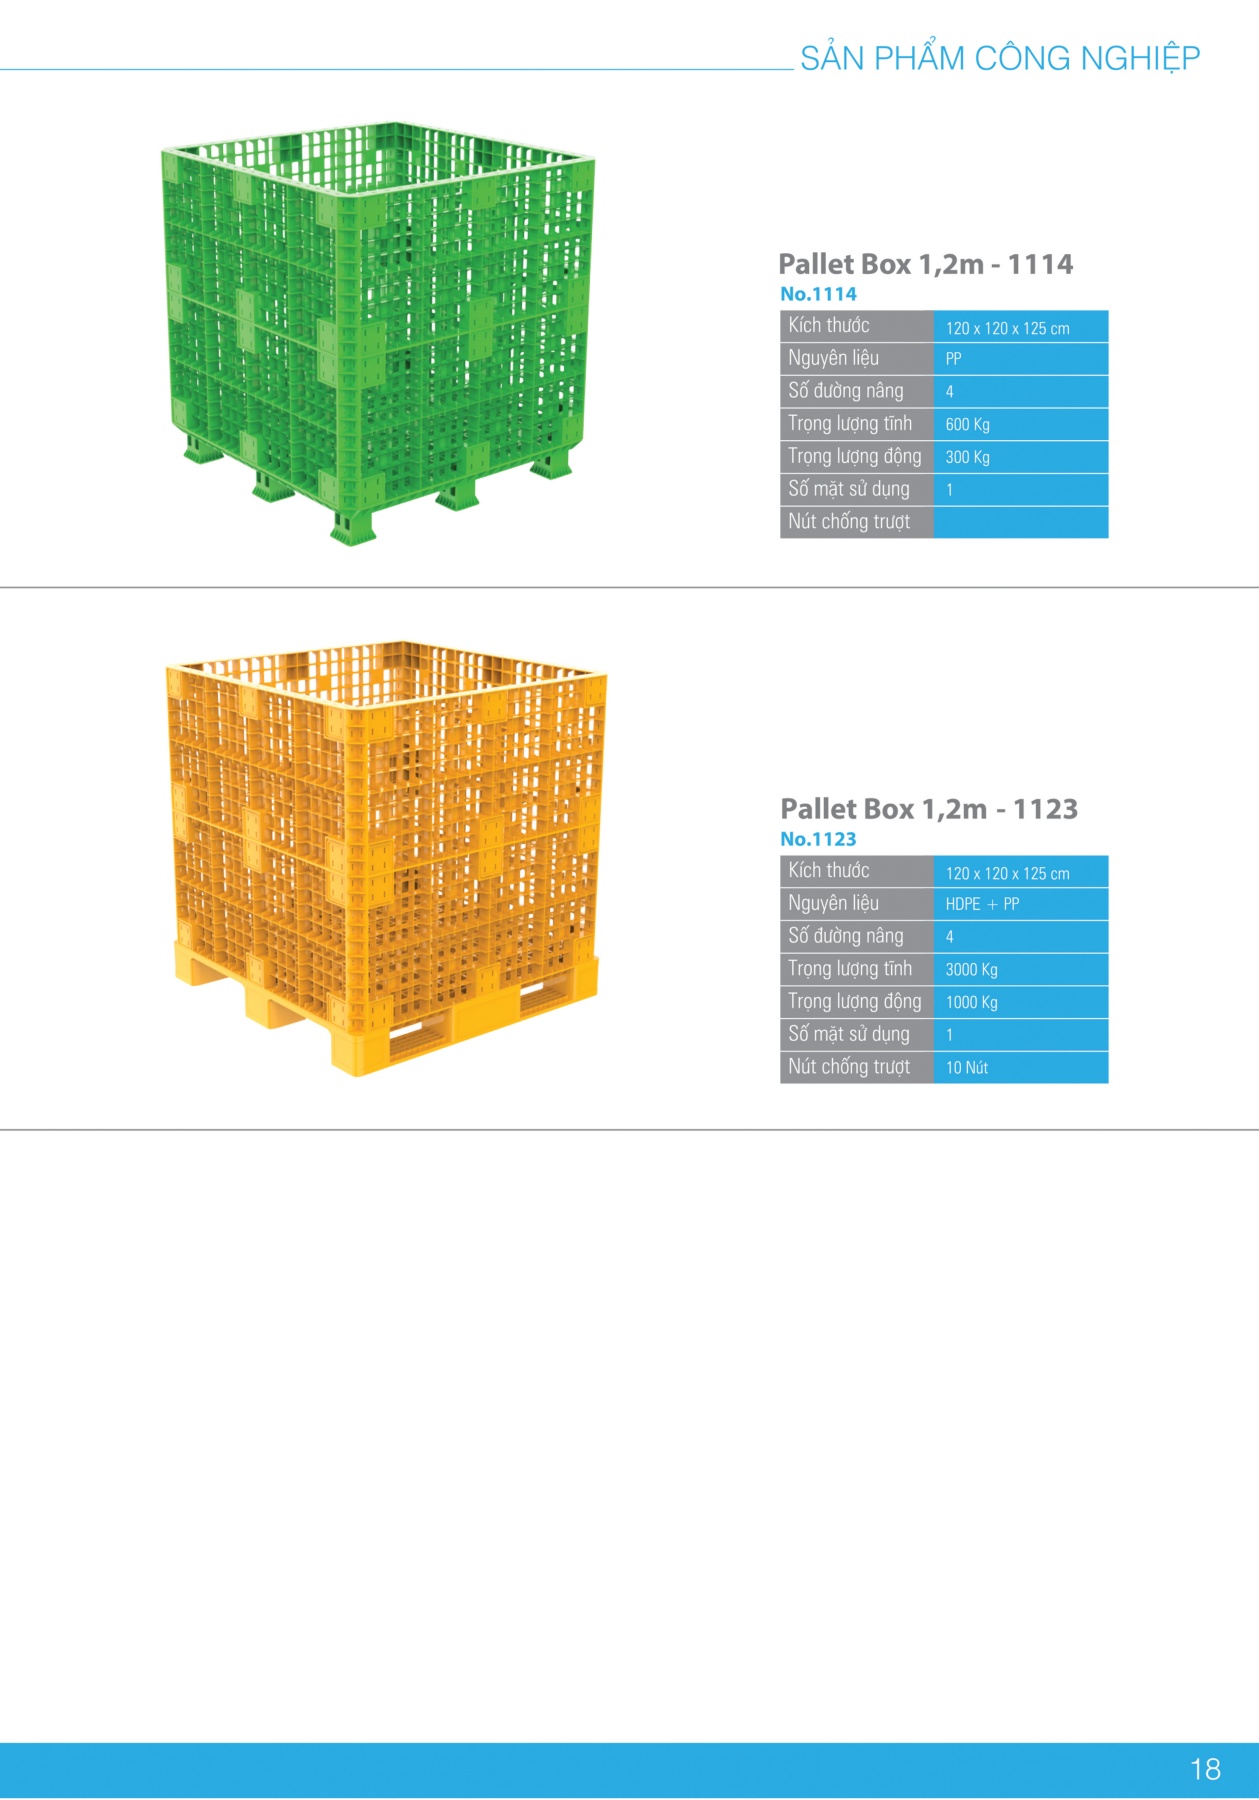 SẢN PHẨM CÔNG NGHIỆP
Pallet Box 1,2m - 1114
No.1114
Kích thước 120 x 120 x 125 cm
Nguyên liệu PP
Số đường nâng 4
Trọng lượng tĩnh 600 Kg
Trọng lượng động 300 Kg
Số mặt sử dụng 1
Nút chống trượt
Pallet Box 1,2m - 1123
No.1123
Kích thước 120 x 120 x 125 cm
Nguyên liệu HDPE + PP
Số đường nâng 4
Trọng lượng tĩnh 3000 Kg
Trọng lượng động 1000 Kg
Số mặt sử dụng 1
Nút chống trượt 10 Nút
18